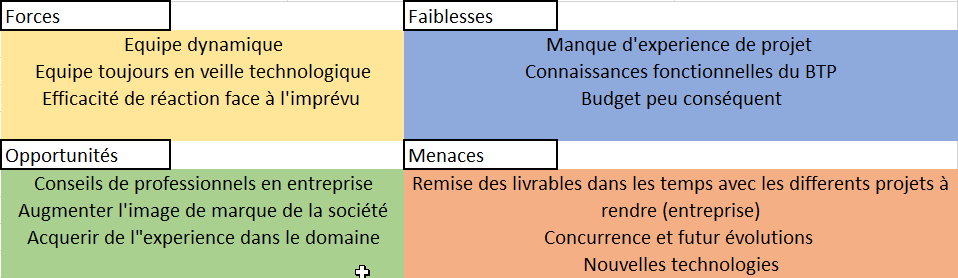 Forces
Equipe dynamique
Equipe toujours en veille technologique
Efficacité de réaction face à l'imprévu
Faiblesses
Manque d'experience de projet
Connaissances fonctionnelles du BTP
Budget peu conséquent
Opportunités
Conseils de professionnels en entreprise
Augmenter l'image de marque de la société
Acquerir de l"experience dans le domaine
Menaces
Remise des livrables dans les temps avec les differents projets à
rendre (entreprise)
Concurrence et futur évolutions
Nouvelles technologies